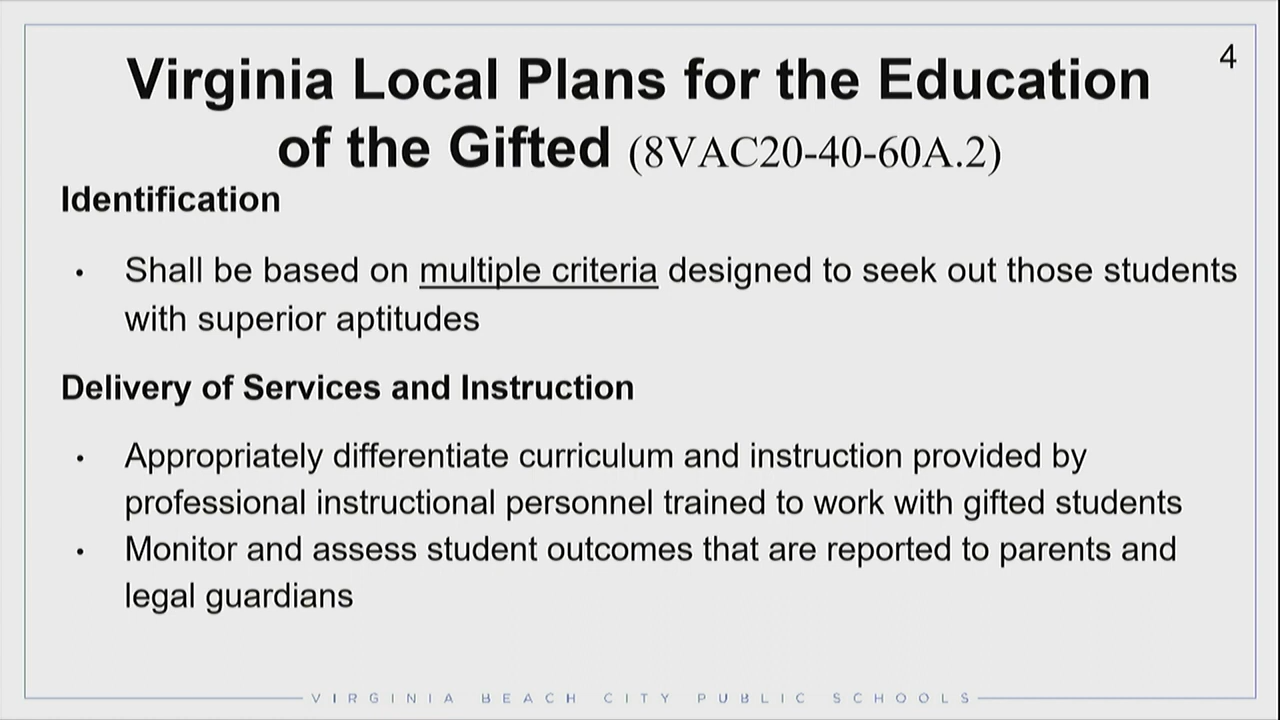 4
Virginia Local Plans for the Education
of the Gifted (8VAC20-40-60A.2)
Identification
• Shall be based on multiple criteria designed to seek out those students
with superior aptitudes
Delivery of Services and Instruction
• Appropriately differentiate curriculum and instruction provided by
professional instructional personnel trained to work with gifted students
• Monitor and assess student outcomes that are reported to parents and
legal guardians
VIRGINIA BEACH CITY PUBLIC SCHOOLS